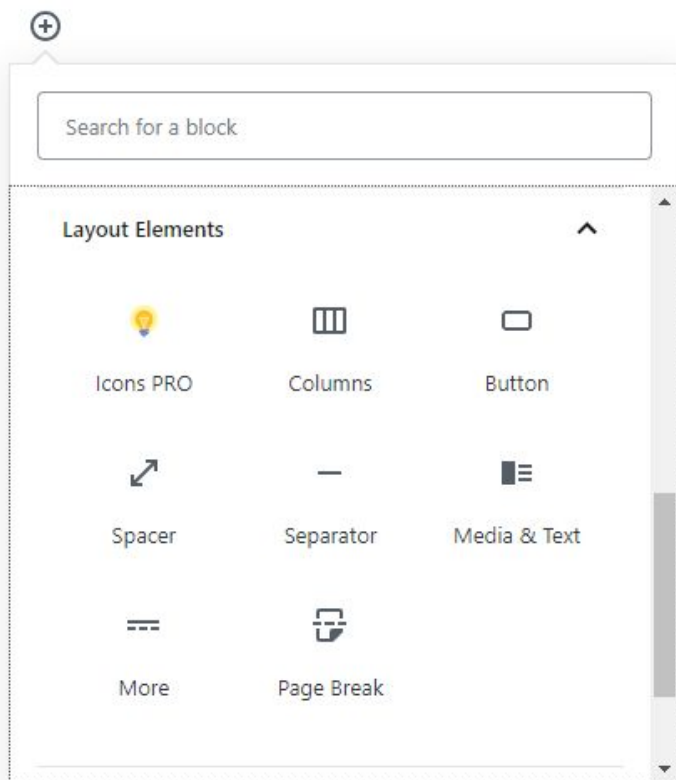 Search for a block
Layout Elements
Icons PRO
Columns
Button
Spacer
Separator
Media & Text
More
Page Break